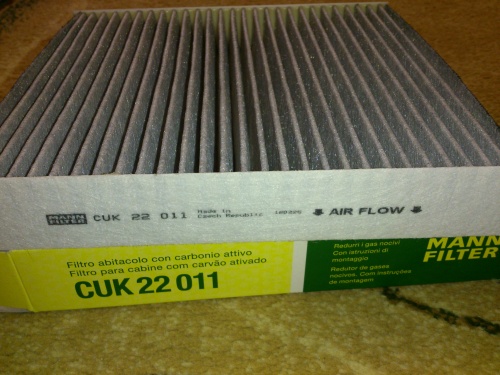 MANN FILTER CUK 22 011 Made in Czech Republic AIR FLOW
Filtro abitacolo con carbonio attivo
Filtro para cabine com carvão ativado
CUK 22 011
Ridurri i gas nocivi
Con istruzioni di
montaggio
Redutor de gases
nocivos. Com instruções
de montagem
MANN
FILTER